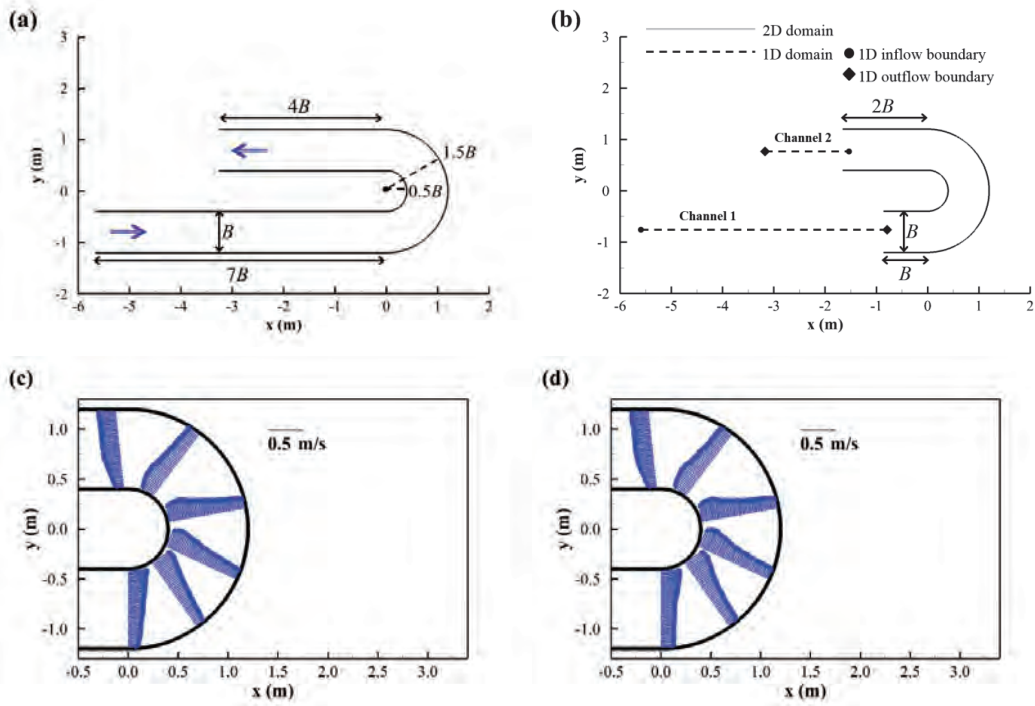 (a)
3
2
1
0
-1
-2
y (m)
4B
1.5B
0.5B
B
7B
-6 -5 -4 -3 -2 -1 0 1 2
x (m)
(b)
2D domain
1D domain
1D inflow boundary
1D outflow boundary
3
2
1
0
-1
-2
y (m)
2B
Channel 2
Channel 1
B
B
-6 -5 -4 -3 -2 -1 0 1 2
x (m)
(c)
1.0
0.5
0.0
-0.5
-1.0
y (m)
0.5 m/s
-0.5 0.0 0.5 1.0 1.5 2.0 2.5 3.0
x (m)
(d)
1.0
0.5
0.0
-0.5
-1.0
y (m)
0.5 m/s
-0.5 0.0 0.5 1.0 1.5 2.0 2.5 3.0
x (m)